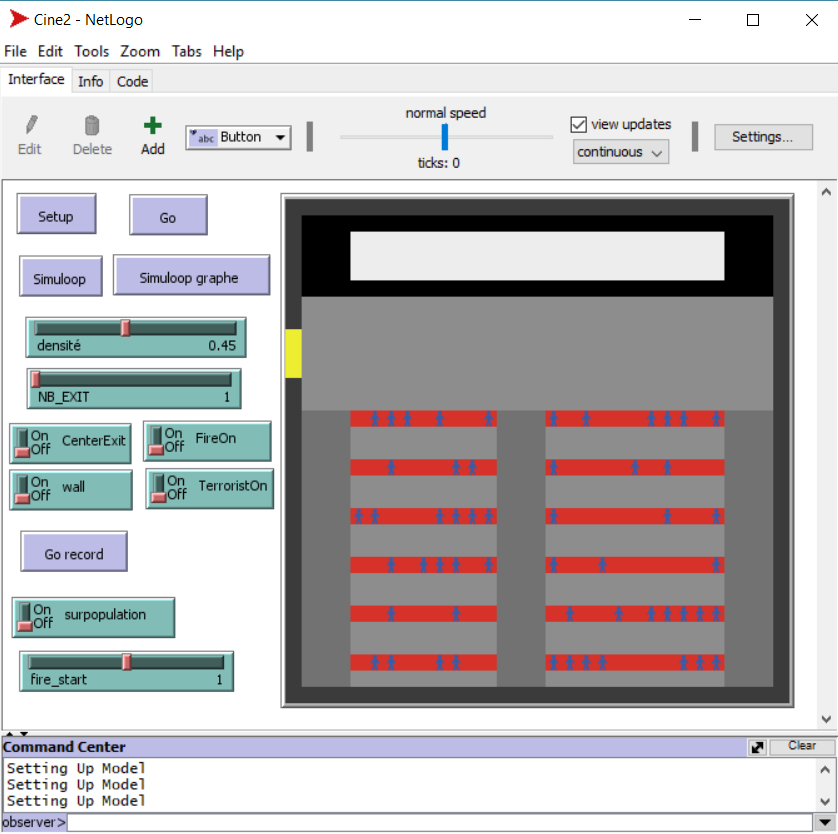 Cine2 - NetLogo
File Edit Tools Zoom Tabs Help
Interface Info Code
normal speed
Edit Delete Add abc Button
view updates
continuous
Settings...
ticks: 0
Setup Go
Simuloop Simuloop graphe
densité 0.45
NB_EXIT 1
On Off CenterExit On Off FireOn
On Off wall On Off TerroristOn
Go record
On Off surpopulation
fire_start 1
Command Center Clear
Setting Up Model
Setting Up Model
Setting Up Model
observer>